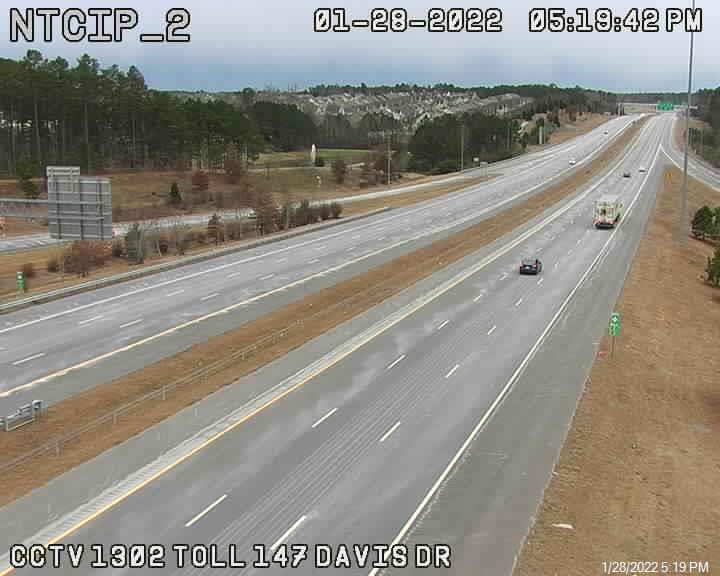 NTCIP_2 01-28-2022 05:19:42 PM
CCTV 1302 TOLL 147 DAVIS DR
1/28/2022 5:19 PM